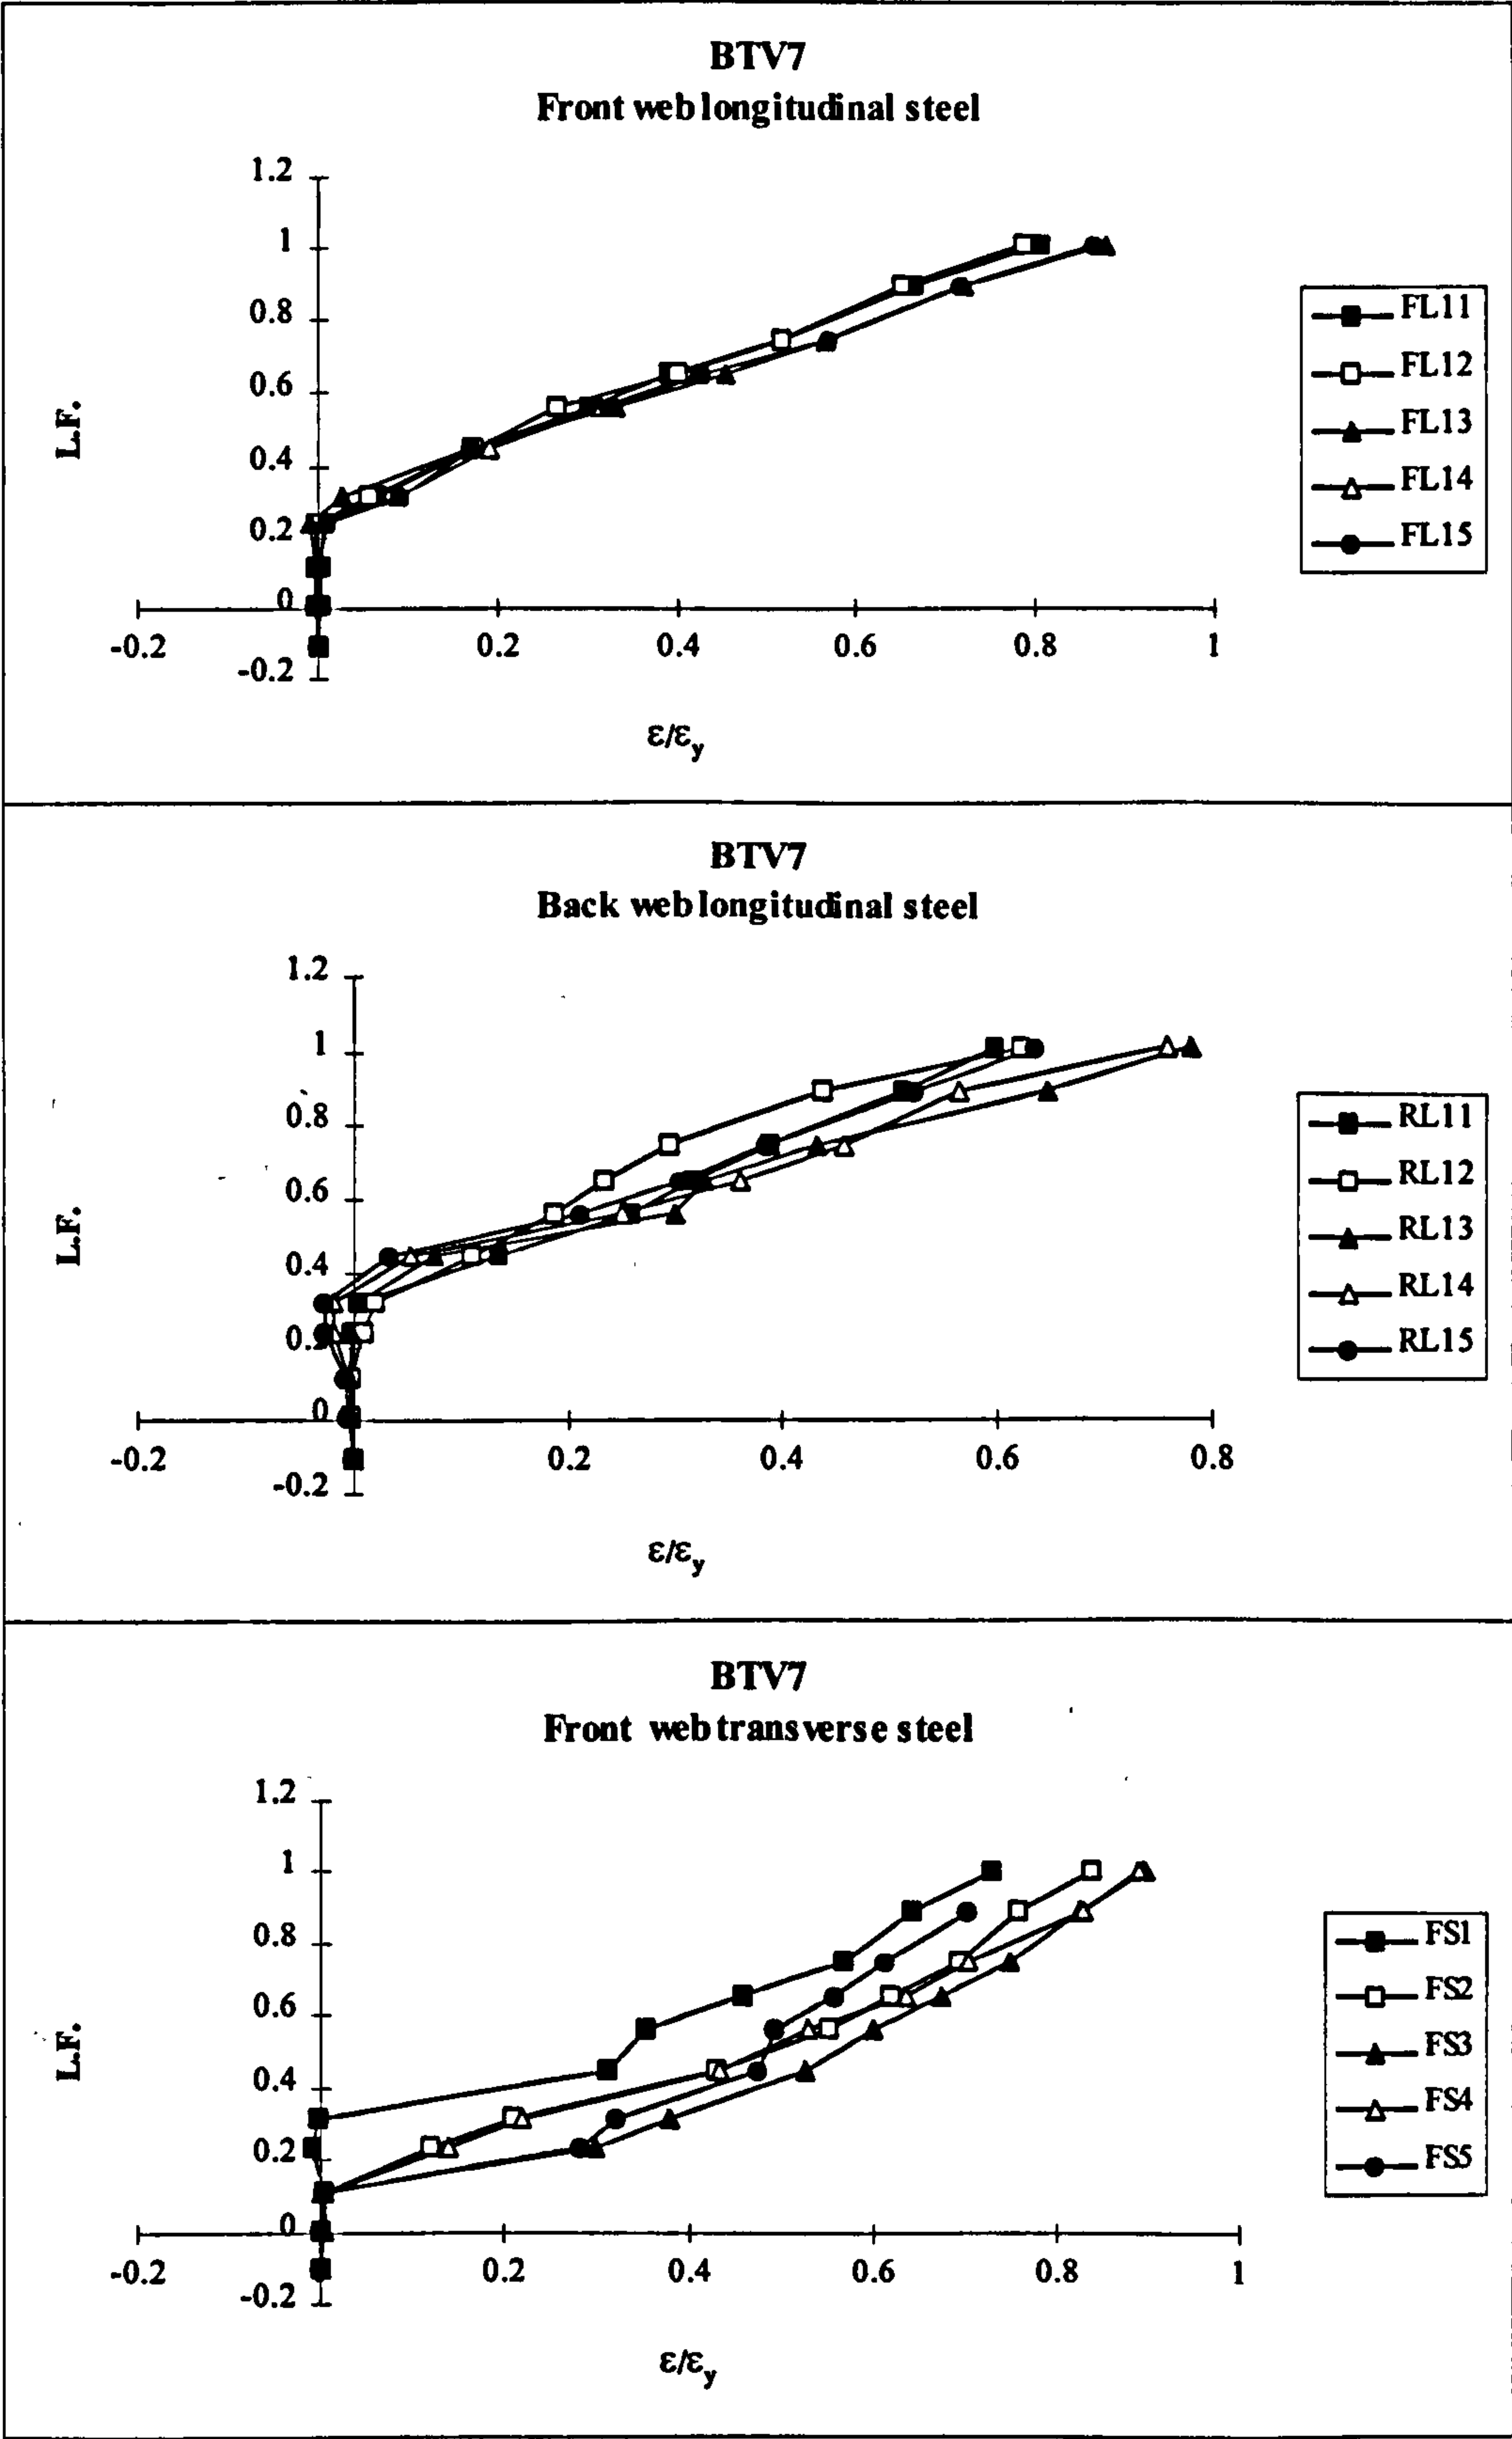 BTV7
Front web longitudinal steel
1.2
1
0.8
0.6
0.4
0.2
0
-0.2
-0.2 0.2 0.4 0.6 0.8 1
L.F.
ε/εy
FL11
FL12
FL13
FL14
FL15
BTV7
Back web longitudinal steel
1.2
1
0.8
0.6
0.4
0.2
0
-0.2
-0.2 0.2 0.4 0.6 0.8
L.F.
ε/εy
RL11
RL12
RL13
RL14
RL15
BTV7
Front web transverse steel
1.2
1
0.8
0.6
0.4
0.2
0
-0.2
-0.2 0.2 0.4 0.6 0.8 1
L.F.
ε/εy
FS1
FS2
FS3
FS4
FS5